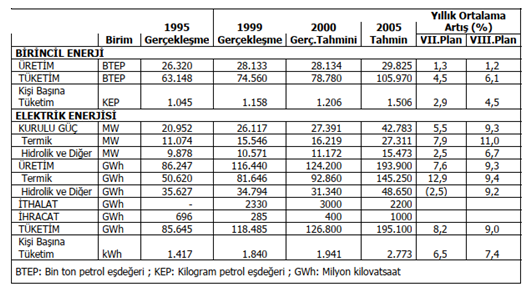 Yıllık Ortalama
1995 1999 2000 2005 Artış (%)
Birim Gerçekleşme Gerçekleşme Gerç.Tahmini Tahmin VII.Plan VIII.Plan
BİRİNCİL ENERJİ
ÜRETİM BTEP 26.320 28.133 28.134 29.825 1,3 1,2
TÜKETİM BTEP 63.148 74.560 78.780 105.970 4,5 6,1
Kişi Başına
Tüketim KEP 1.045 1.158 1.206 1.506 2,9 4,5
ELEKTRİK ENERJİSİ
KURULU GÜÇ MW 20.952 26.117 27.391 42.783 5,5 9,3
Termik MW 11.074 15.546 16.219 27.311 7,9 11,0
Hidrolik ve Diğer MW 9.878 10.571 11.172 15.473 2,5 6,7
ÜRETİM GWh 86.247 116.440 124.200 193.900 7,6 9,3
Termik GWh 50.620 81.646 92.860 145.250 12,9 9,4
Hidrolik ve Diğer GWh 35.627 34.794 31.340 48.650 (2,5) 9,2
İTHALAT GWh - 2330 3000 2200
İHRACAT GWh 696 285 400 1000
TÜKETİM GWh 85.645 118.485 126.800 195.100 8,2 9,0
Kişi Başına
Tüketim kWh 1.417 1.840 1.941 2.773 6,5 7,4
BTEP: Bin ton petrol eşdeğeri ; KEP: Kilogram petrol eşdeğeri ; GWh: Milyon kilovatsaat